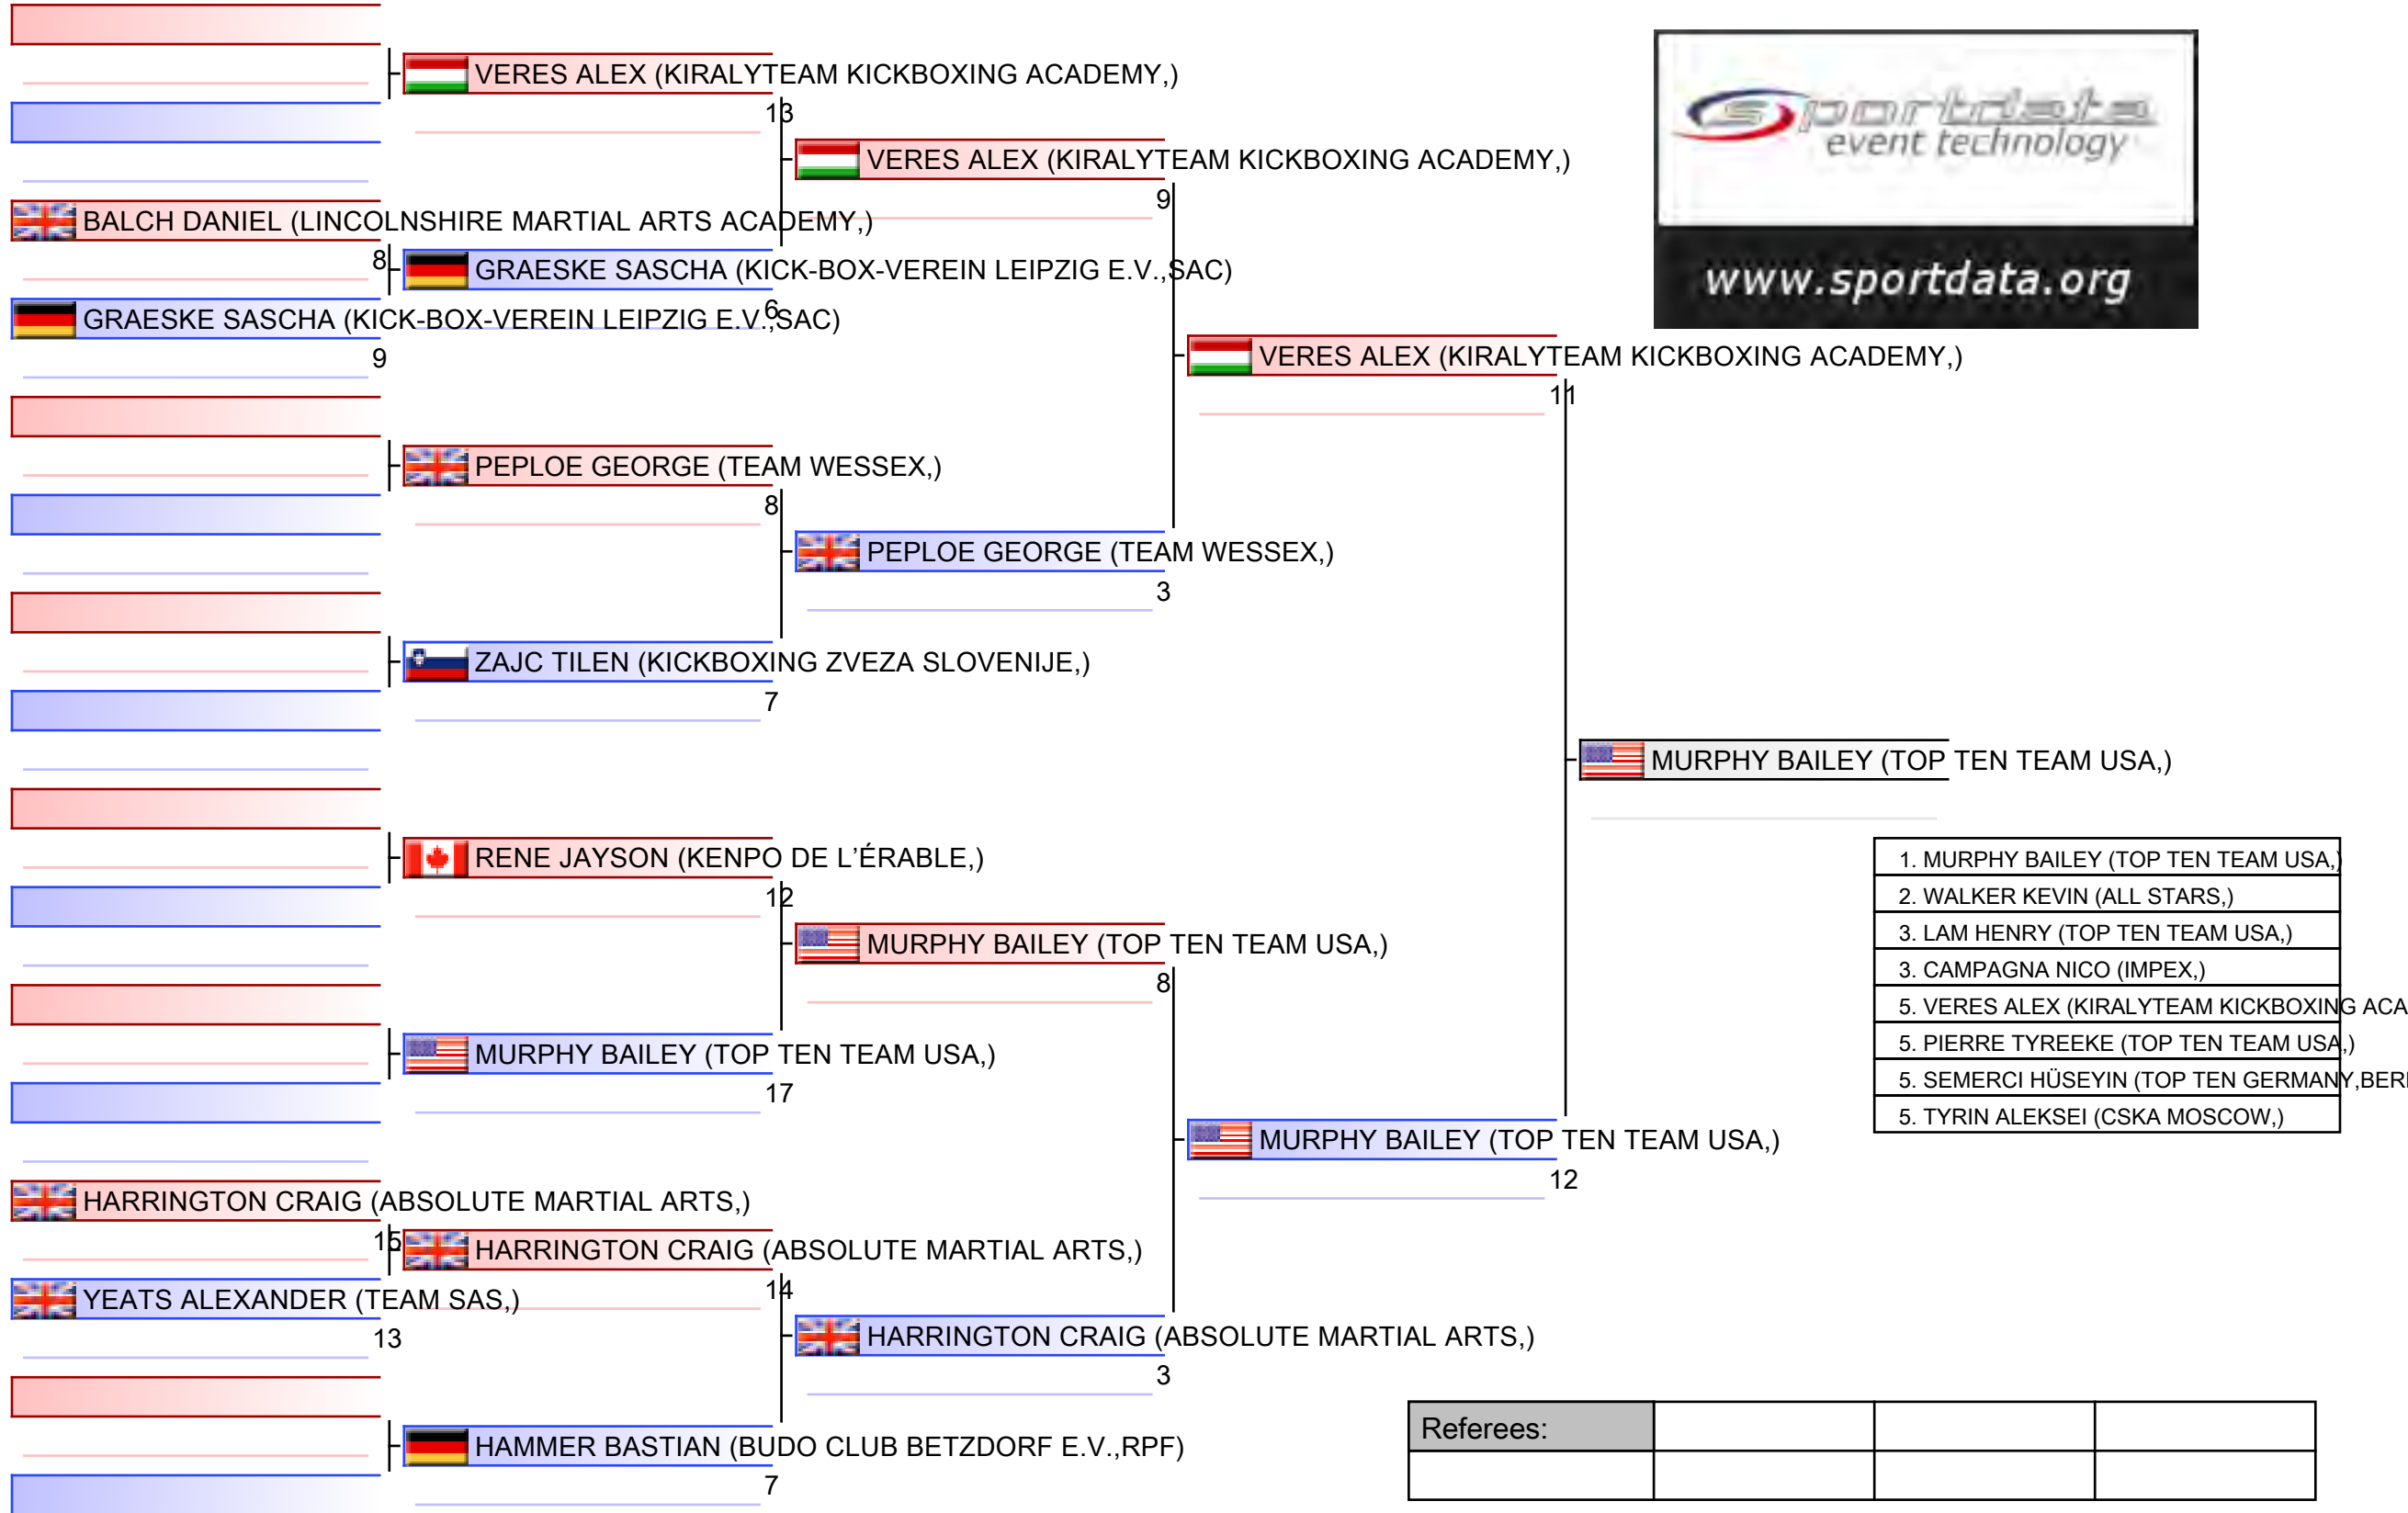 VERES ALEX (KIRALYTEAM KICKBOXING ACADEMY,)
13
VERES ALEX (KIRALYTEAM KICKBOXING ACADEMY,)
9
BALCH DANIEL (LINCOLNSHIRE MARTIAL ARTS ACADEMY,)
8
GRAESKE SASCHA (KICK-BOX-VEREIN LEIPZIG E.V.,SAC)
6
GRAESKE SASCHA (KICK-BOX-VEREIN LEIPZIG E.V.,SAC)
9
sportdata
event technology
www.sportdata.org
VERES ALEX (KIRALYTEAM KICKBOXING ACADEMY,)
11
PEPLOE GEORGE (TEAM WESSEX,)
8
PEPLOE GEORGE (TEAM WESSEX,)
3
ZAJC TILEN (KICKBOXING ZVEZA SLOVENIJE,)
7
MURPHY BAILEY (TOP TEN TEAM USA,)
RENE JAYSON (KENPO DE L'ÉRABLE,)
12
MURPHY BAILEY (TOP TEN TEAM USA,)
8
MURPHY BAILEY (TOP TEN TEAM USA,)
17
MURPHY BAILEY (TOP TEN TEAM USA,)
12
1. MURPHY BAILEY (TOP TEN TEAM USA,)
2. WALKER KEVIN (ALL STARS,)
3. LAM HENRY (TOP TEN TEAM USA,)
3. CAMPAGNA NICO (IMPEX,)
5. VERES ALEX (KIRALYTEAM KICKBOXING ACA
5. PIERRE TYREEKE (TOP TEN TEAM USA,)
5. SEMERCI HÜSEYIN (TOP TEN GERMANY,BER
5. TYRIN ALEKSEI (CSKA MOSCOW,)
HARRINGTON CRAIG (ABSOLUTE MARTIAL ARTS,)
15
HARRINGTON CRAIG (ABSOLUTE MARTIAL ARTS,)
14
YEATS ALEXANDER (TEAM SAS,)
13
HARRINGTON CRAIG (ABSOLUTE MARTIAL ARTS,)
3
HAMMER BASTIAN (BUDO CLUB BETZDORF E.V.,RPF)
7
Referees: